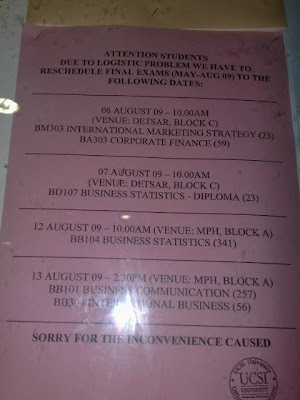 ATTENTION STUDENTS
DUE TO LOGISTIC PROBLEM WE HAVE TO
RESCHEDULE FINAL EXAMS (MAY-AUG 09) TO THE
FOLLOWING DATES:
06 AUGUST 09 – 10.00AM
(VENUE: DETSAR, BLOCK C)
BM303 INTERNATIONAL MARKETING STRATEGY (23)
BA303 CORPORATE FINANCE (59)
07 AUGUST 09 – 10.00AM
(VENUE: DETSAR, BLOCK C)
BD107 BUSINESS STATISTICS - DIPLOMA (23)
12 AUGUST 09 – 10.00AM (VENUE: MPH, BLOCK A)
BB104 BUSINESS STATISTICS (341)
13 AUGUST 09 – 2.30PM (VENUE: MPH, BLOCK A)
BB101 BUSINESS COMMUNICATION (257)
BD304 INTERNATIONAL BUSINESS (56)
SORRY FOR THE INCONVENIENCE CAUSED
UCSI UNIVERSITY
UCSI
UNIVERSITY